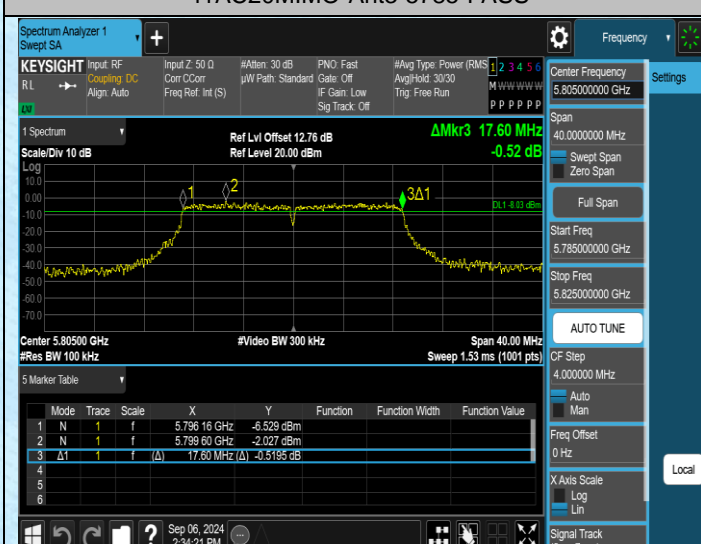 11AC20MIMO-Ant0-5785 PASS
Spectrum Analyzer 1
Swept SA
Frequency
KEYSIGHT
RL
LXI
Input: RF
Coupling: DC
Align: Auto
Input Z: 50 Ω
Corr CCorr
Freq Ref: Int (S)
#Atten: 30 dB
µW Path: Standard
PNO: Fast
Gate: Off
IF Gain: Low
Sig Track: Off
#Avg Type: Power (RMS
Avg|Hold: 30/30
Trig: Free Run
1 2 3 4 5 6
M W W W W W
P P P P P P
1 Spectrum
Scale/Div 10 dB
Ref Lvl Offset 12.76 dB
Ref Level 20.00 dBm
ΔMkr3 17.60 MHz
-0.52 dB
Log
10.0
0.00
-10.0
-20.0
-30.0
-40.0
-50.0
-60.0
-70.0
1
2
3Δ1
DL1 -8.03 dBm
Center 5.80500 GHz
#Res BW 100 kHz
#Video BW 300 kHz
Span 40.00 MHz
Sweep 1.53 ms (1001 pts)
5 Marker Table
Mode Trace Scale X Y Function Function Width Function Value
1 N 1 f 5.796 16 GHz -6.529 dBm
2 N 1 f 5.799 60 GHz -2.027 dBm
3 Δ1 1 f (Δ) 17.60 MHz (Δ) -0.5195 dB
4
5
6
Sep 06, 2024
2:34:21 PM
Center Frequency
5.805000000 GHz
Span
40.0000000 MHz
Swept Span
Zero Span
Full Span
Start Freq
5.785000000 GHz
Stop Freq
5.825000000 GHz
AUTO TUNE
CF Step
4.000000 MHz
Auto
Man
Freq Offset
0 Hz
X Axis Scale
Log
Lin
Signal Track
Settings
Local